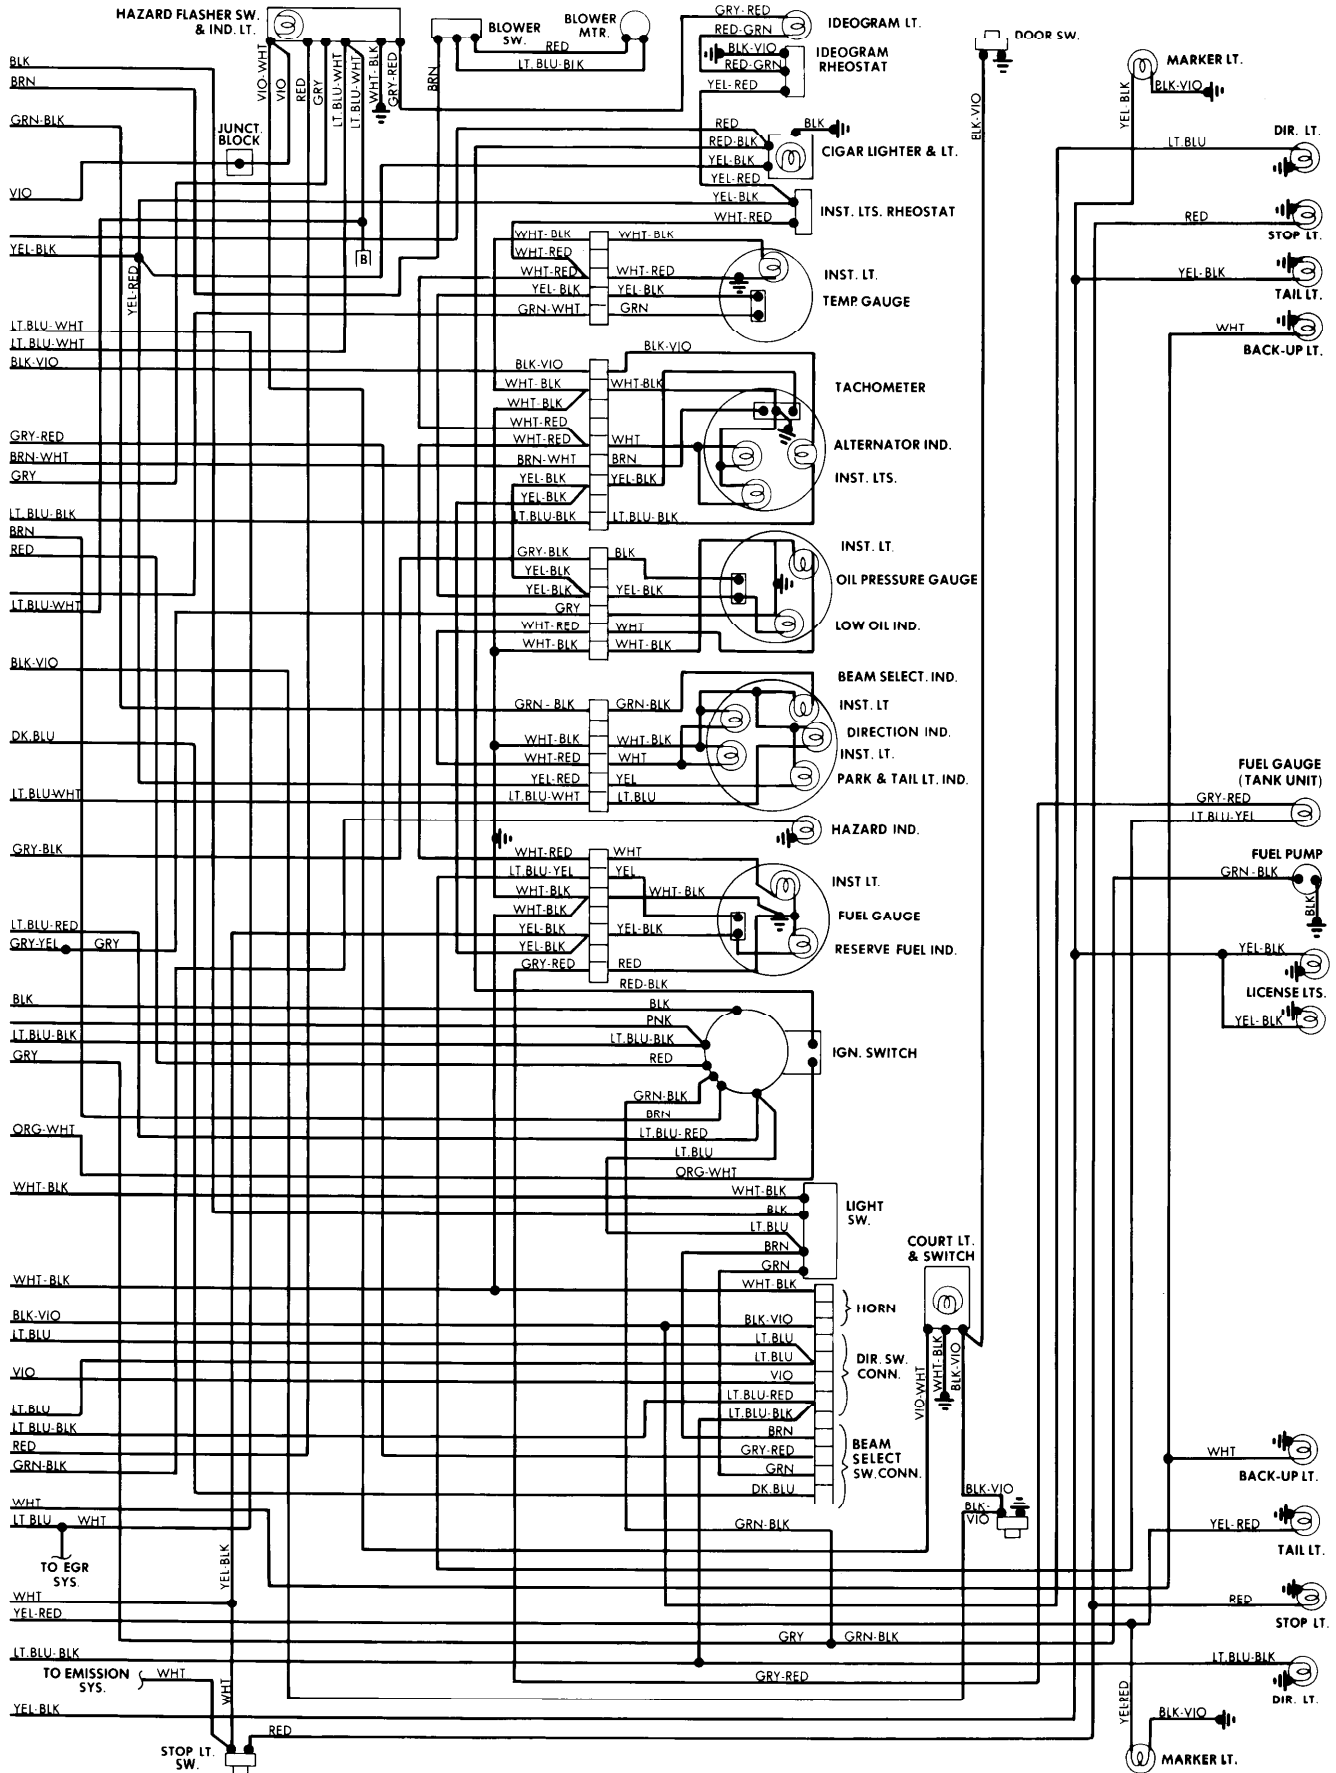 HAZARD FLASHER SW.
& IND. LT.
BLOWER
SW.
BLOWER
MTR.
RED
LT.BLU-BLK
GRY-RED
IDEOGRAM LT.
RED-GRN
BLK-VIO
IDEOGRAM
RHEOSTAT
RED-GRN
YEL-RED
DOOR SW.
MARKER LT.
BLK-VIO
YEL-BLK
BLK-VIO
BLK
BRN
GRN-BLK
VIO
YEL-BLK
VIO-WHT
VIO
RED
GRY
LT.BLU-WHT
LT.BLU-WHT
WHT-BLK
GRY-RED
BRN
JUNCT.
BLOCK
B
YEL-RED
RED
BLK
RED-BLK
CIGAR LIGHTER & LT.
YEL-BLK
YEL-RED
YEL-BLK
INST. LTS. RHEOSTAT
WHT-RED
DIR. LT.
LT.BLU
RED
STOP LT.
YEL-BLK
TAIL LT.
WHT
BACK-UP LT.
WHT-BLK
WHT-BLK
WHT-RED
WHT-RED
WHT-RED
INST. LT.
YEL-BLK
YEL-BLK
TEMP. GAUGE
GRN-WHT
GRN
LT.BLU-WHT
LT.BLU-WHT
BLK-VIO
BLK-VIO
BLK-VIO
WHT-BLK
WHT-BLK
TACHOMETER
WHT-BLK
WHT-RED
WHT-RED
WHT
ALTERNATOR IND.
BRN-WHT
BRN
YEL-BLK
YEL-BLK
INST. LTS.
YEL-BLK
LT.BLU-BLK
LT.BLU-BLK
GRY-RED
BRN-WHT
GRY
LT.BLU-BLK
BRN
RED
LT.BLU-WHT
BLK-VIO
GRY-BLK
BLK
INST. LT.
YEL-BLK
OIL PRESSURE GAUGE
YEL-BLK
YEL-BLK
GRY
WHT-RED
WHT
LOW OIL IND.
WHT-BLK
WHT-BLK
BEAM SELECT. IND.
GRN - BLK
GRN-BLK
INST. LT
DIRECTION IND.
WHT-BLK
WHT-BLK
INST. LT.
WHT-RED
WHT
YEL-RED
YEL
PARK & TAIL LT. IND.
LT.BLU-WHT
LT.BLU
DK.BLU
LT.BLU-WHT
GRY-BLK
HAZARD IND.
FUEL GAUGE
(TANK UNIT)
GRY-RED
LT BLU-YEL
WHT-RED
WHT
LT.BLU-YEL
YEL
INST LT.
WHT-BLK
WHT-BLK
WHT-BLK
FUEL GAUGE
YEL-BLK
YEL-BLK
YEL-BLK
RESERVE FUEL IND.
GRY-RED
RED
FUEL PUMP
GRN - BLK
BLK
YEL-BLK
LICENSE LTS.
YEL-BLK
LT.BLU-RED
GRY-YEL
GRY
BLK
LT.BLU-BLK
GRY
ORG-WHT
WHT-BLK
RED-BLK
BLK
PNK
LT.BLU-BLK
RED
IGN. SWITCH
GRN-BLK
BRN
LT.BLU-RED
LT.BLU
ORG-WHT
WHT-BLK
BLK
LIGHT
SW.
LT.BLU
BRN
GRN
COURT LT.
& SWITCH
WHT-BLK
WHT-BLK
HORN
BLK-VIO
BLK-VIO
LT.BLU
LT.BLU
LT.BLU
DIR. SW.
CONN.
VIO
VIO
LT.BLU
LT.BLU-RED
LT BLU-BLK
LT.BLU-BLK
RED
BRN
GRN-BLK
GRY-RED
BEAM
SELECT
SW.CONN.
GRN
DK.BLU
VIO-WHT
WHT-BLK
BLK-VIO
BLK-VIO
BLK-
VIO
WHT
BACK-UP LT.
WHT
LT BLU
WHT
TO EGR
SYS.
GRN-BLK
YEL-RED
TAIL LT.
YEL-BLK
WHT
YEL-RED
RED
STOP LT.
GRY
GRN-BLK
LT.BLU-BLK
LT.BLU-BLK
TO EMISSION
SYS.
WHT
WHT
GRY-RED
DIR. LT.
YEL-BLK
YEL-RED
BLK-VIO
RED
STOP LT.
SW.
MARKER LT.